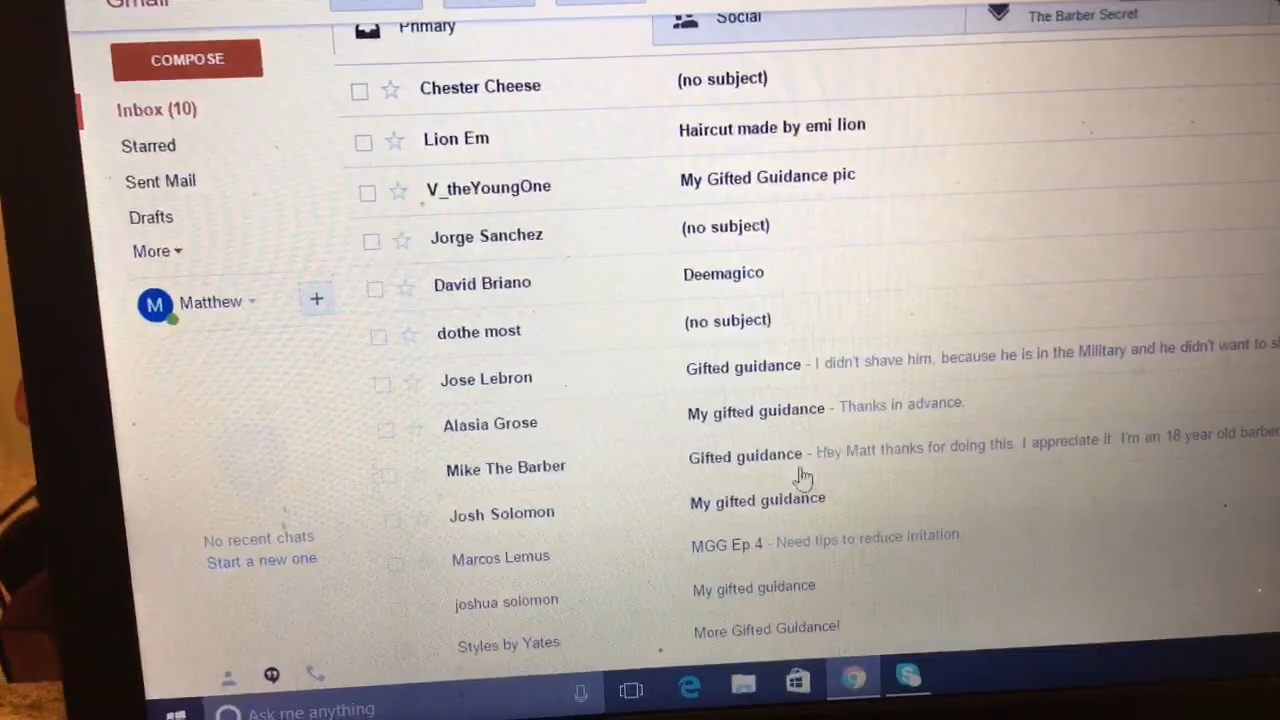 Gmail
Primary
Social
The Barber Secret
COMPOSE
Inbox (10)
Starred
Sent Mail
Drafts
More
M Matthew
+
No recent chats
Start a new one
Chester Cheese (no subject)
Lion Em Haircut made by emi lion
V_theYoungOne My Gifted Guidance pic
Jorge Sanchez (no subject)
David Briano Deemagico
dothe most (no subject)
Jose Lebron Gifted guidance - I didn't shave him. because he is in the Military and he didn't want to s
Alasia Grose My gifted guidance - Thanks in advance.
Mike The Barber Gifted guidance - Hey Matt thanks for doing this. I appreciate it. I'm an 18 year old barber
Josh Solomon My gifted guidance
Marcos Lemus MGG Ep.4 - Need tips to reduce irritation
joshua solomon My gifted guidance
Styles by Yates More Gifted Guidance!
Ask me anything